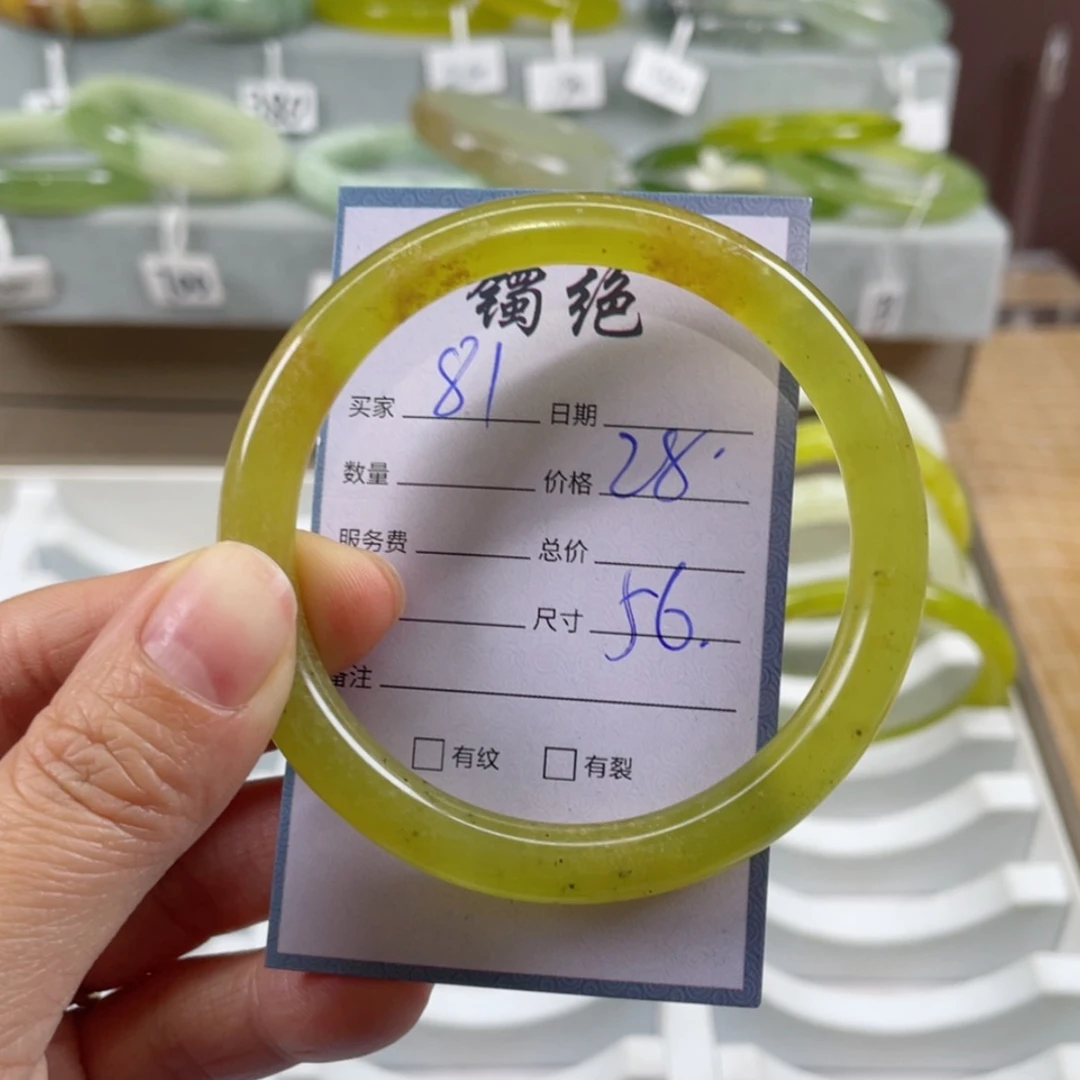 镯绝
买家 81 日期
数量 价格 28.
服务费 总价
尺寸 56.
备注
有纹 有裂